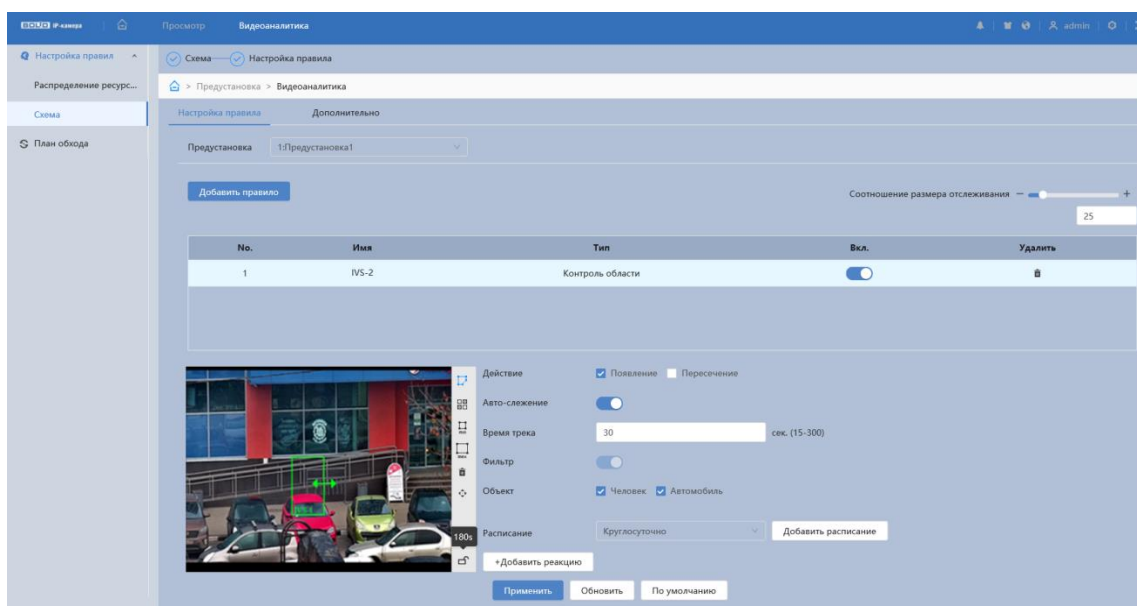 BOLID IP-камера Просмотр Видеоаналитика admin
Настройка правил Схема Настройка правила
Распределение ресурс... > Предустановка > Видеоаналитика
Схема Настройка правила Дополнительно
План обхода Предустановка 1:Предустановка1
Добавить правило Соотношение размера отслеживания − +
25
No. Имя Тип Вкл. Удалить
1 IVS-2 Контроль области
Действие Появление Пересечение
Авто-слежение
Время трека 30 сек. (15-300)
Фильтр
Объект Человек Автомобиль
180s Расписание Круглосуточно Добавить расписание
+Добавить реакцию
Применить Обновить По умолчанию